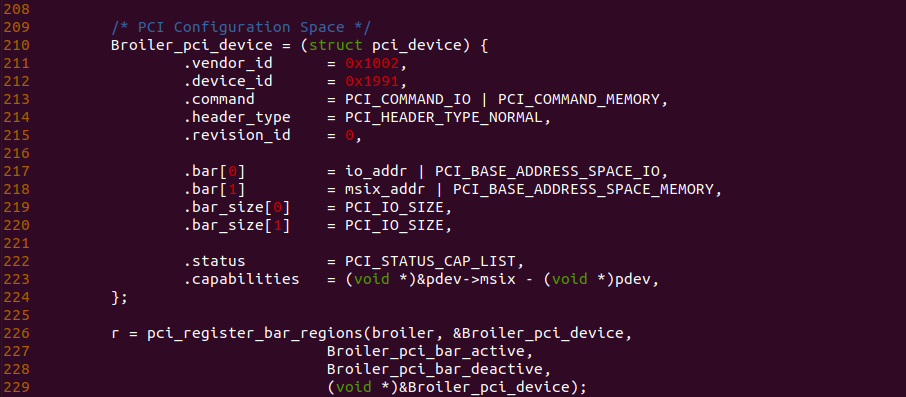 208
209         /* PCI Configuration Space */
210         Broiler_pci_device = (struct pci_device) {
211                 .vendor_id      = 0x1002,
212                 .device_id      = 0x1991,
213                 .command        = PCI_COMMAND_IO | PCI_COMMAND_MEMORY,
214                 .header_type    = PCI_HEADER_TYPE_NORMAL,
215                 .revision_id    = 0,
216
217                 .bar[0]         = io_addr | PCI_BASE_ADDRESS_SPACE_IO,
218                 .bar[1]         = msix_addr | PCI_BASE_ADDRESS_SPACE_MEMORY,
219                 .bar_size[0]    = PCI_IO_SIZE,
220                 .bar_size[1]    = PCI_IO_SIZE,
221
222                 .status         = PCI_STATUS_CAP_LIST,
223                 .capabilities   = (void *)&pdev->msix - (void *)pdev,
224         };
225
226         r = pci_register_bar_regions(broiler, &Broiler_pci_device,
227                                 Broiler_pci_bar_active,
228                                 Broiler_pci_bar_deactive,
229                                 (void *)&Broiler_pci_device);